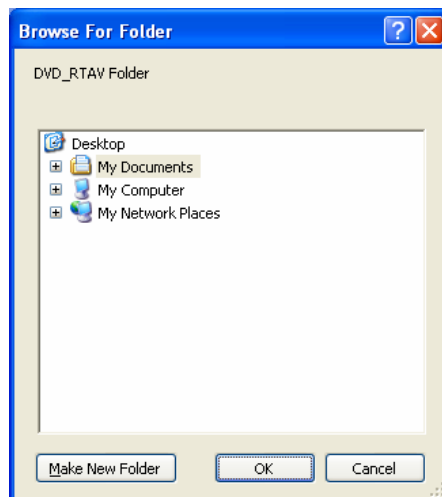 Browse For Folder
DVD_RTAV Folder
Desktop
My Documents
My Computer
My Network Places
Make New Folder OK Cancel